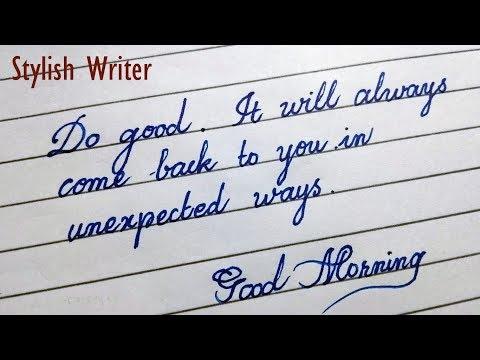 Stylish Writer
Do good. It will always
come back to you in
unexpected ways.
Good Morning